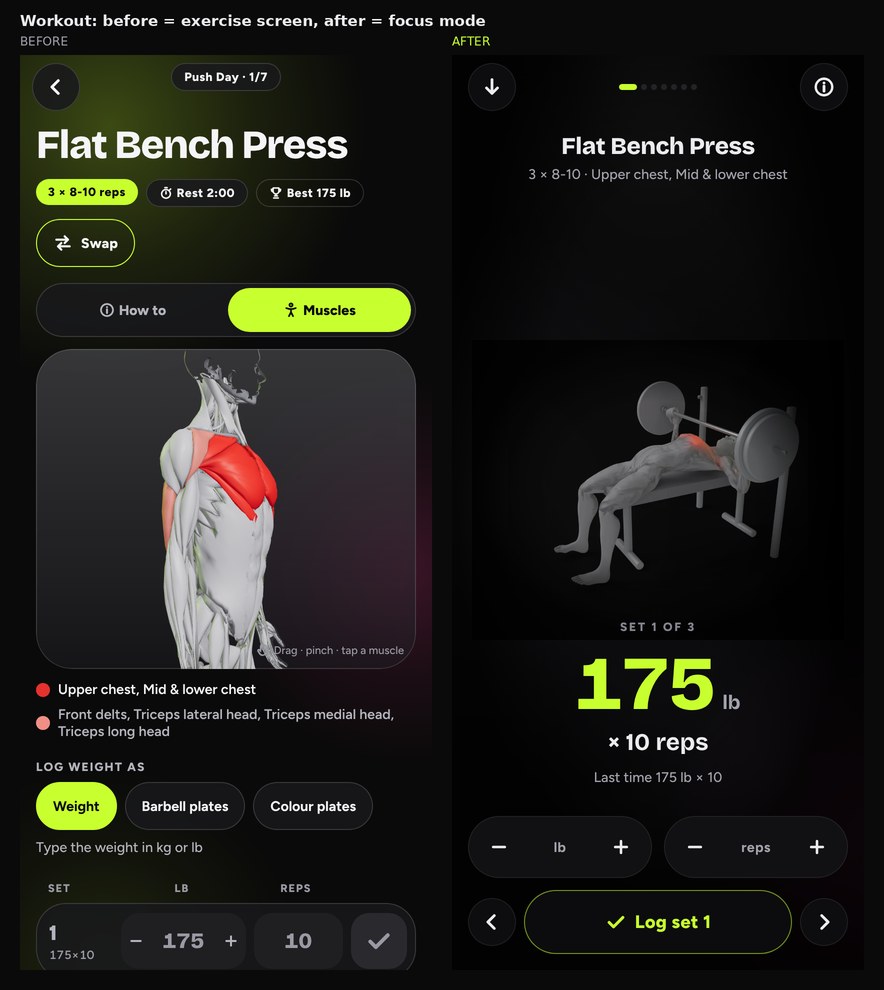 Workout: before = exercise screen, after = focus mode
BEFORE
Push Day · 1/7
Flat Bench Press
3 × 8-10 reps
Rest 2:00
Best 175 lb
Swap
How to
Muscles
Drag · pinch · tap a muscle
Upper chest, Mid & lower chest
Front delts, Triceps lateral head, Triceps medial head,
Triceps long head
LOG WEIGHT AS
Weight
Barbell plates
Colour plates
Type the weight in kg or lb
SET LB REPS
1
175×10
− 175 +
10
AFTER
Flat Bench Press
3 × 8-10 · Upper chest, Mid & lower chest
SET 1 OF 3
175 lb
× 10 reps
Last time 175 lb × 10
− lb +
− reps +
Log set 1